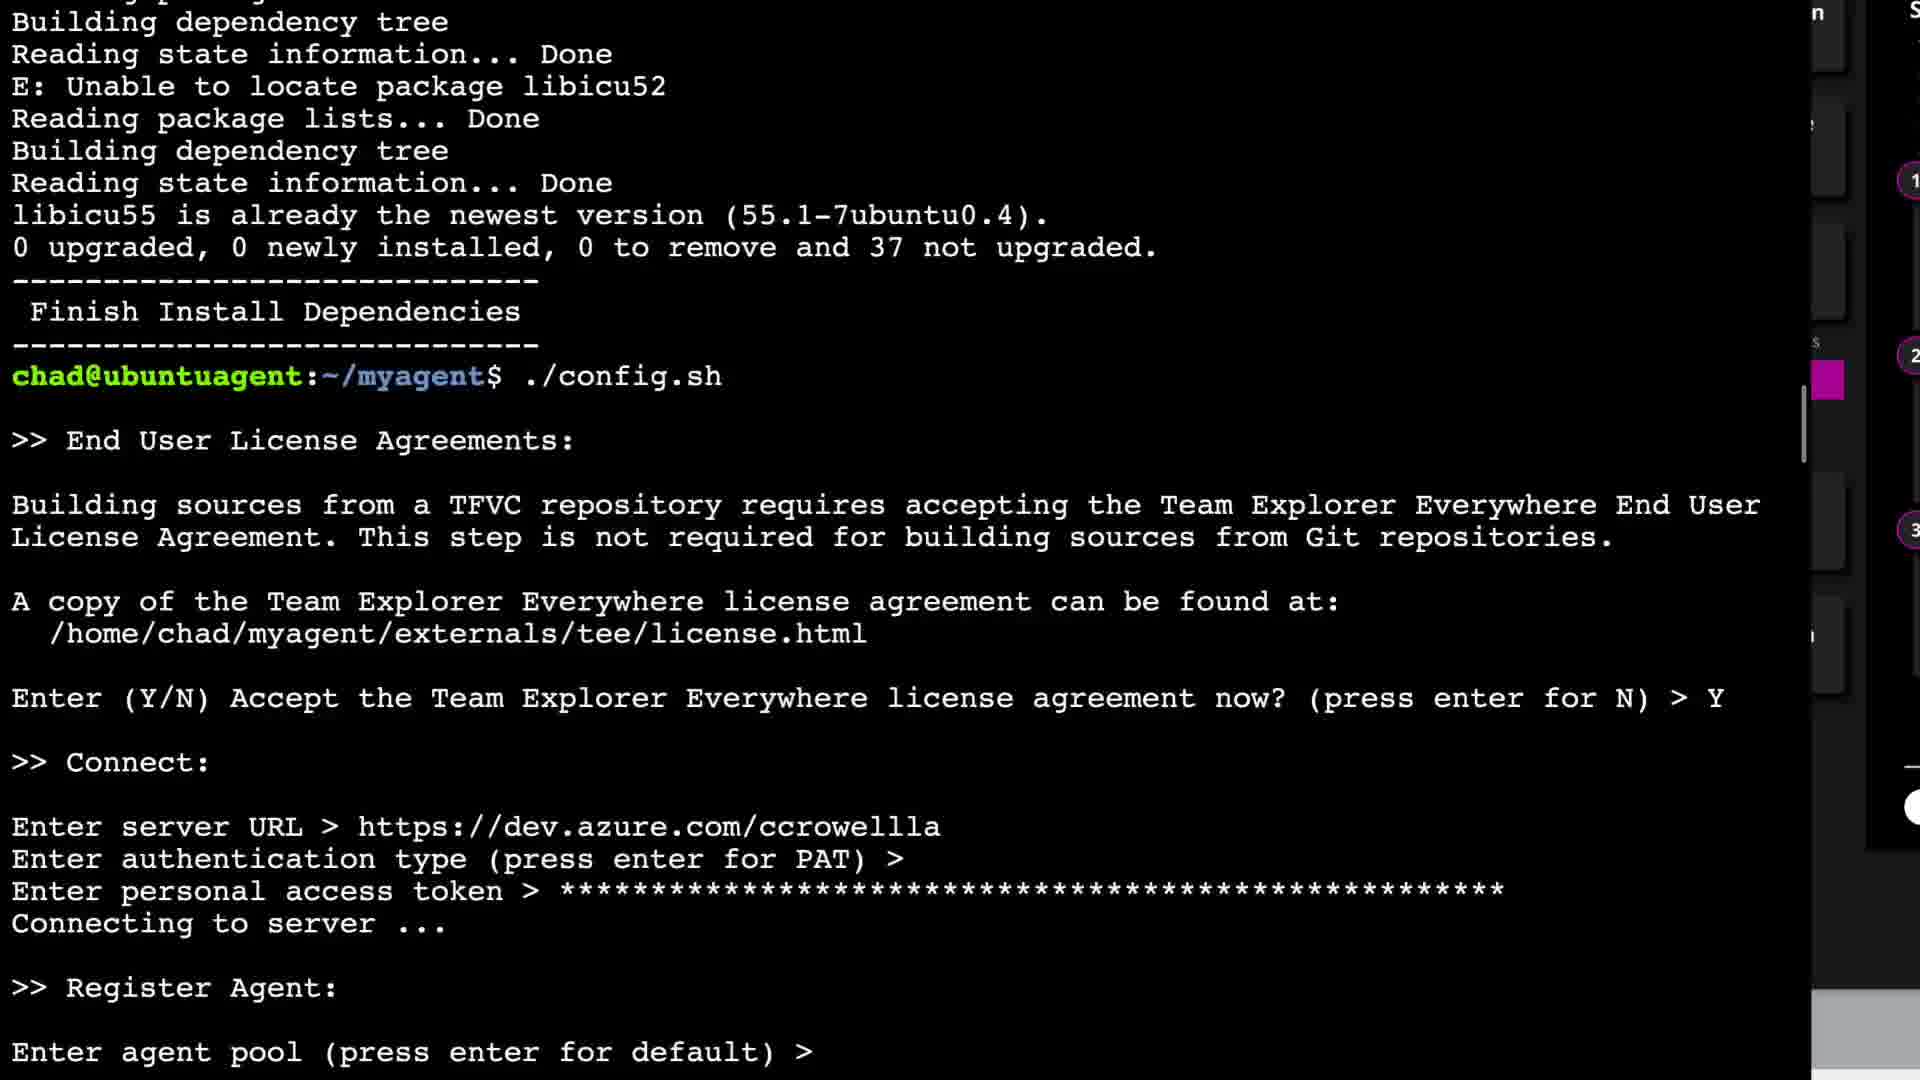 Building dependency tree
Reading state information... Done
E: Unable to locate package libicu52
Reading package lists... Done
Building dependency tree
Reading state information... Done
libicu55 is already the newest version (55.1-7ubuntu0.4).
0 upgraded, 0 newly installed, 0 to remove and 37 not upgraded.
-----------------------------
Finish Install Dependencies
-----------------------------
chad@ubuntuagent:~/myagent$ ./config.sh
>> End User License Agreements:
Building sources from a TFVC repository requires accepting the Team Explorer Everywhere End User
License Agreement. This step is not required for building sources from Git repositories.
A copy of the Team Explorer Everywhere license agreement can be found at:
/home/chad/myagent/externals/tee/license.html
Enter (Y/N) Accept the Team Explorer Everywhere license agreement now? (press enter for N) > Y
>> Connect:
Enter server URL > https://dev.azure.com/ccrowellla
Enter authentication type (press enter for PAT) >
Enter personal access token > ****************************************************
Connecting to server ...
>> Register Agent:
Enter agent pool (press enter for default) >
n
s
1
2
3